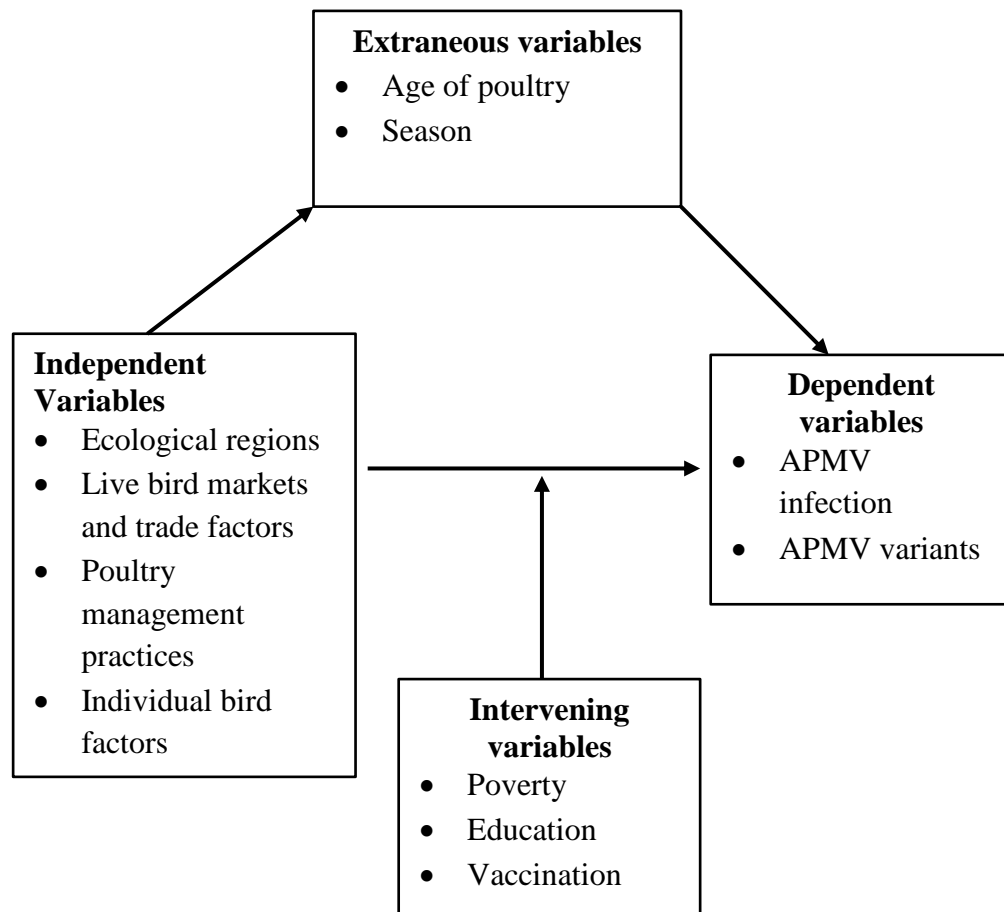 Extraneous variables
• Age of poultry
• Season
Independent
Variables
• Ecological regions
• Live bird markets
and trade factors
• Poultry
management
practices
• Individual bird
factors
Dependent
variables
• APMV
infection
• APMV variants
Intervening
variables
• Poverty
• Education
• Vaccination